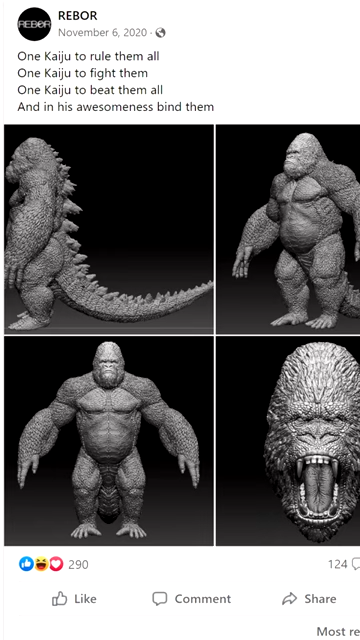 REBOR
REBOR
November 6, 2020 ·
One Kaiju to rule them all
One Kaiju to fight them
One Kaiju to beat them all
And in his awesomeness bind them
290
124
Like
Comment
Share
Most re